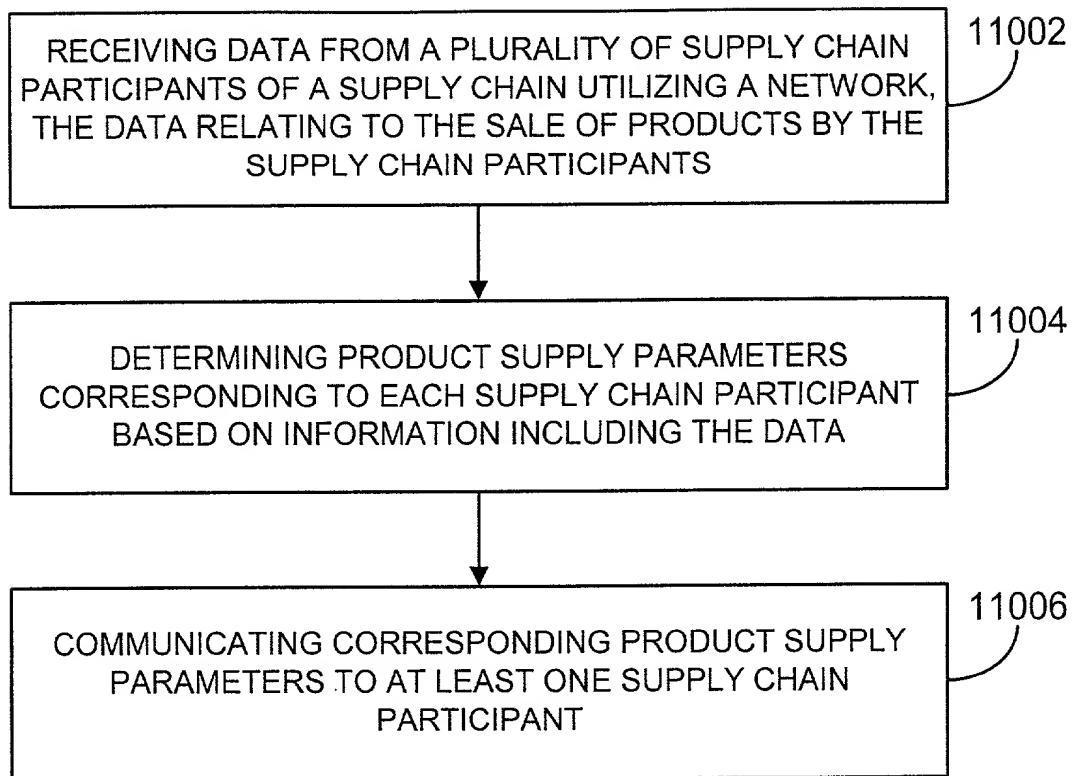 RECEIVING DATA FROM A PLURALITY OF SUPPLY CHAIN
PARTICIPANTS OF A SUPPLY CHAIN UTILIZING A NETWORK,
THE DATA RELATING TO THE SALE OF PRODUCTS BY THE
SUPPLY CHAIN PARTICIPANTS
11002
DETERMINING PRODUCT SUPPLY PARAMETERS
CORRESPONDING TO EACH SUPPLY CHAIN PARTICIPANT
BASED ON INFORMATION INCLUDING THE DATA
11004
COMMUNICATING CORRESPONDING PRODUCT SUPPLY
PARAMETERS TO AT LEAST ONE SUPPLY CHAIN
PARTICIPANT
11006